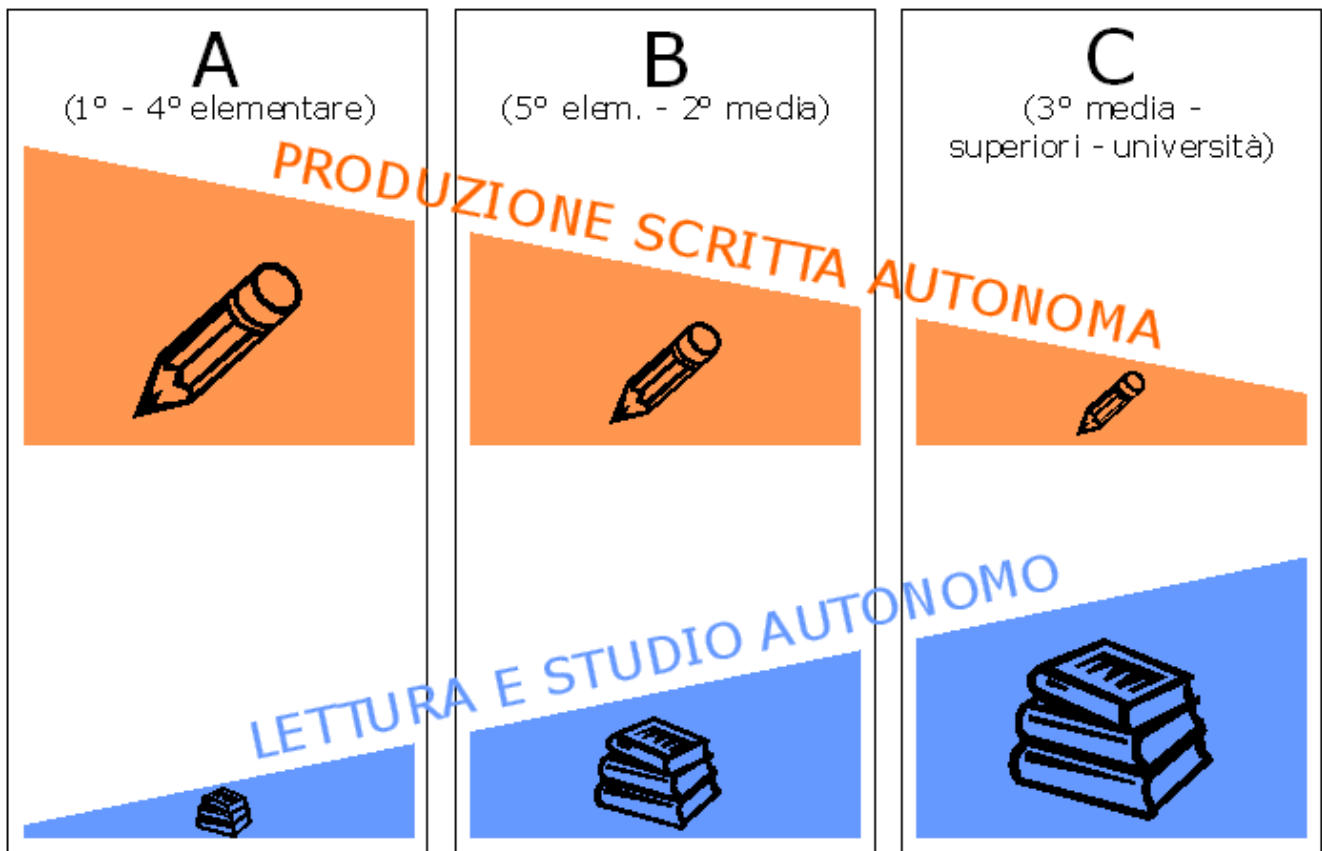 A
(1° - 4° elementare)
B
(5° elem. - 2° media)
C
(3° media -
superiori - università)
PRODUZIONE SCRITTA AUTONOMA
LETTURA E STUDIO AUTONOMO